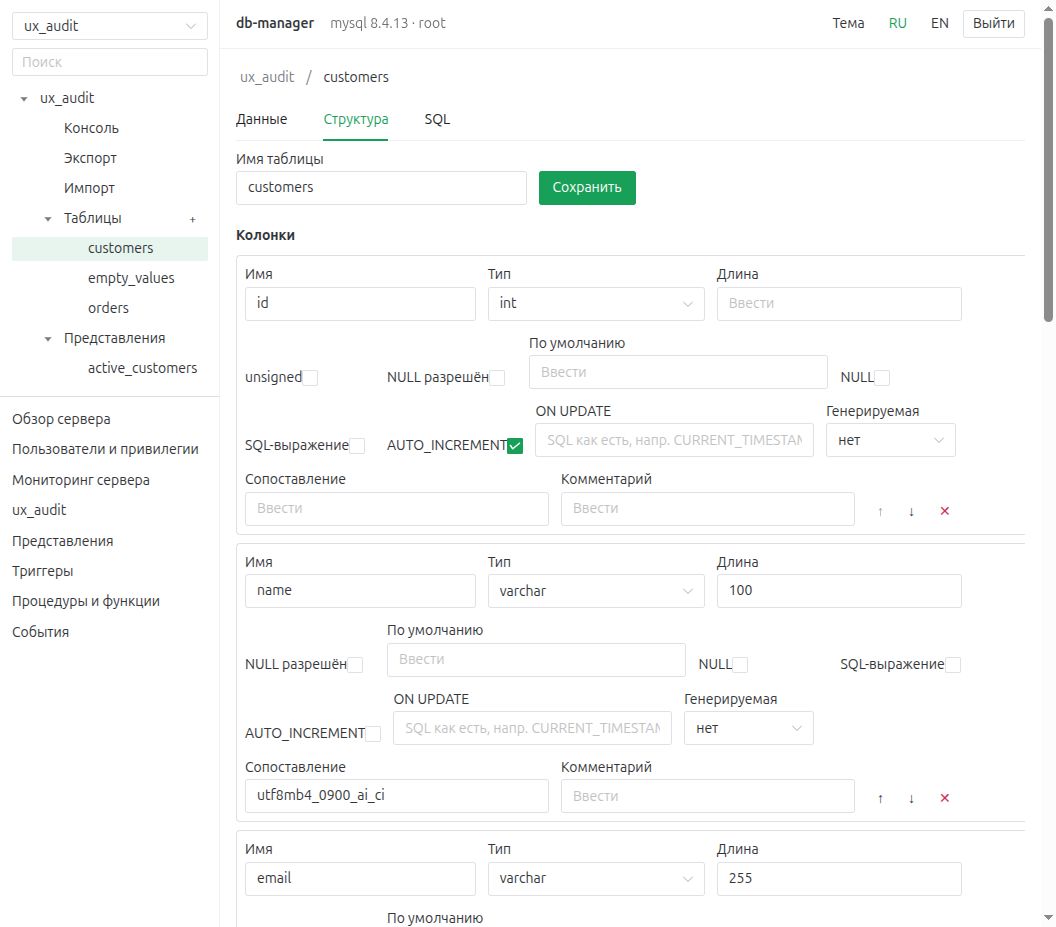 ux_audit
Поиск
ux_audit
Консоль
Экспорт
Импорт
Таблицы +
customers
empty_values
orders
Представления
active_customers
Обзор сервера
Пользователи и привилегии
Мониторинг сервера
ux_audit
Представления
Триггеры
Процедуры и функции
События
db-manager mysql 8.4.13 · root Тема RU EN Выйти
ux_audit / customers
Данные Структура SQL
Имя таблицы
customers Сохранить
Колонки
Имя Тип Длина
id int Ввести
По умолчанию
unsigned NULL разрешён Ввести NULL
ON UPDATE Генерируемая
SQL-выражение AUTO_INCREMENT SQL как есть, напр. CURRENT_TIMESTAN нет
Сопоставление Комментарий
Ввести Ввести ↑ ↓ ✕
Имя Тип Длина
name varchar 100
По умолчанию
NULL разрешён Ввести NULL SQL-выражение
ON UPDATE Генерируемая
AUTO_INCREMENT SQL как есть, напр. CURRENT_TIMESTAN нет
Сопоставление Комментарий
utf8mb4_0900_ai_ci Ввести ↑ ↓ ✕
Имя Тип Длина
email varchar 255
По умолчанию